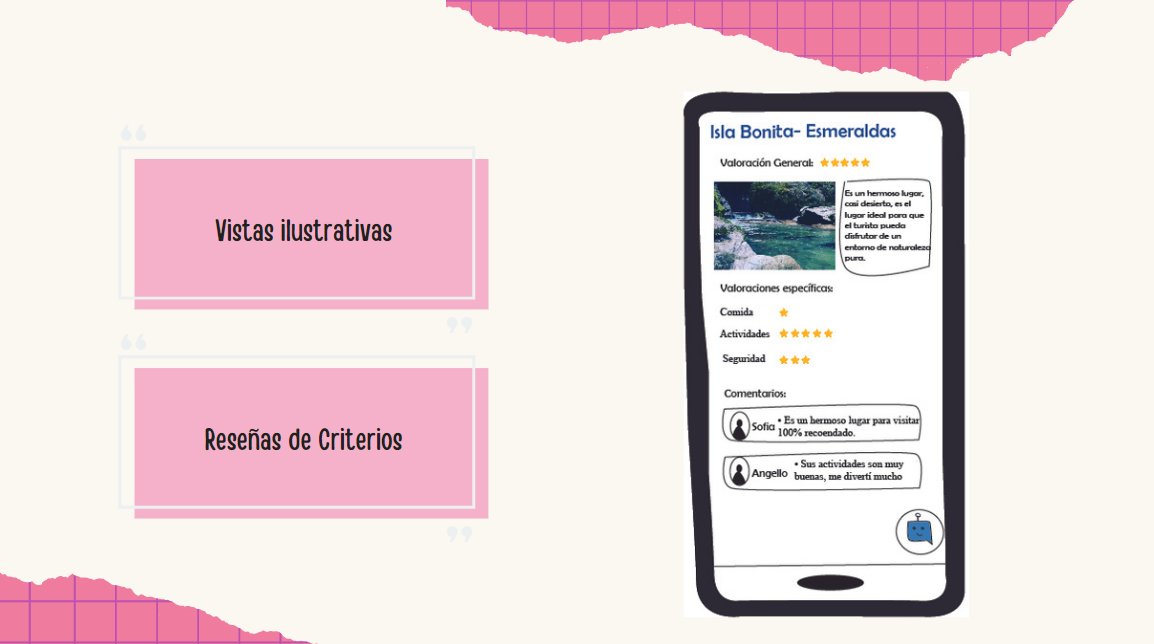 Vistas ilustrativas
Reseñas de Criterios
Isla Bonita- Esmeraldas
Valoración General:
Es un hermoso lugar,
casi desierto, es el
lugar ideal para que
el turista pueda
disfrutar de un
entorno de naturaleza
pura.
Valoraciones específicas:
Comida
Actividades
Seguridad
Comentarios:
Sofia
• Es un hermoso lugar para visitar
100% recoendado.
Angello
• Sus actividades son muy
buenas, me divertí mucho